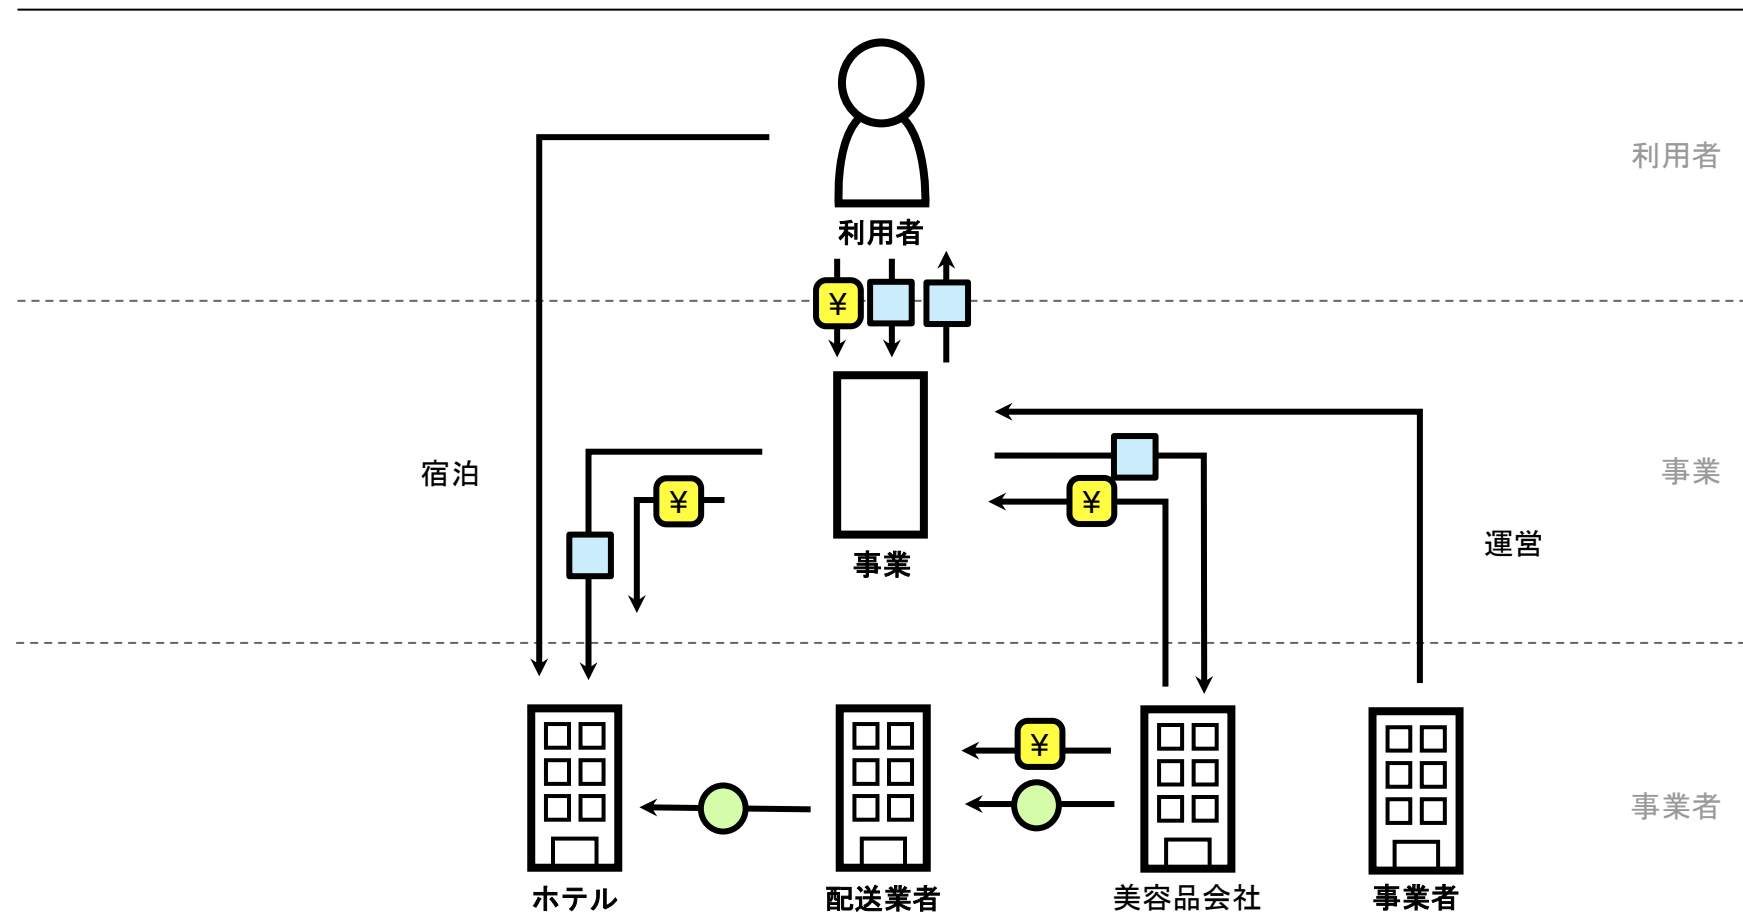 利用者
利用者
¥
宿泊
¥
¥
事業
運営
事業
¥
事業者
ホテル
配送業者
美容品会社
事業者